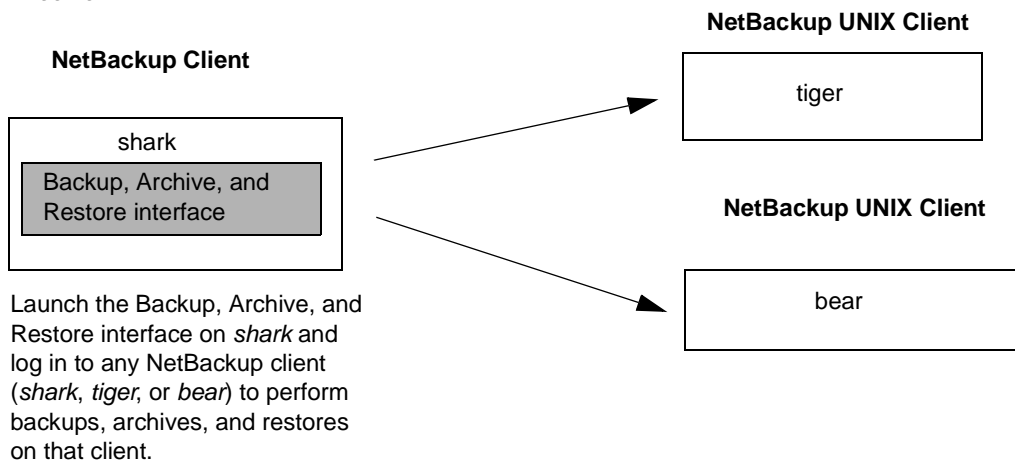 NetBackup Client
shark
Backup, Archive, and
Restore interface
Launch the Backup, Archive, and
Restore interface on shark and
log in to any NetBackup client
(shark, tiger, or bear) to perform
backups, archives, and restores
on that client.
NetBackup UNIX Client
tiger
NetBackup UNIX Client
bear